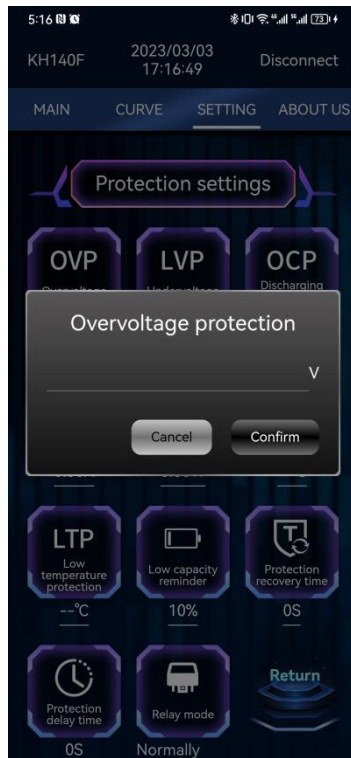 5:16
73
KH140F
2023/03/03
17:16:49
Disconnect
MAIN CURVE SETTING ABOUT US
Protection settings
OVP LVP OCP
Discharging
Overvoltage protection
V
Cancel Confirm
LTP
Low
temperature
protection
Low capacity
reminder
Protection
recovery time
--°C 10% 0S
Protection
delay time
Relay mode
Return
0S Normally